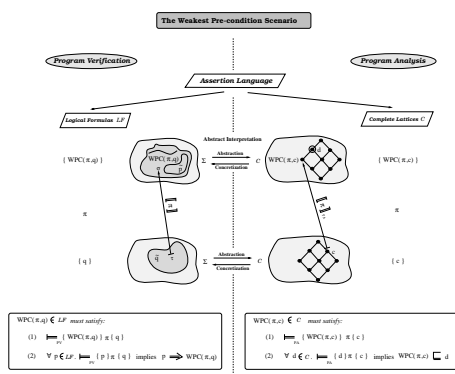 The Weakest Pre-condition Scenario
Program Verification
Program Analysis
Assertion Language
Logical Formulas LF
Complete Lattices C
Abstract Interpretation
{ WPC(π,q) }
WPC(π,q)
σ
p
Σ
Abstraction
Concretization
C
WPC(π,c)
d
{ WPC(π,c) }
π
π
{ q }
q̄
τ
Σ
Abstraction
Concretization
C
c
{ c }
WPC(π,q) ∈ LF must satisfy:
(1) ⊨PV { WPC(π,q) } π { q }
(2) ∀ p ∈ LF. ⊨PV { p } π { q } implies p ⟹ WPC(π,q)
WPC(π,c) ∈ C must satisfy:
(1) ⊨PA { WPC(π,c) } π { c }
(2) ∀ d ∈ C. ⊨PA { d } π { c } implies WPC(π,c) ⊑ d